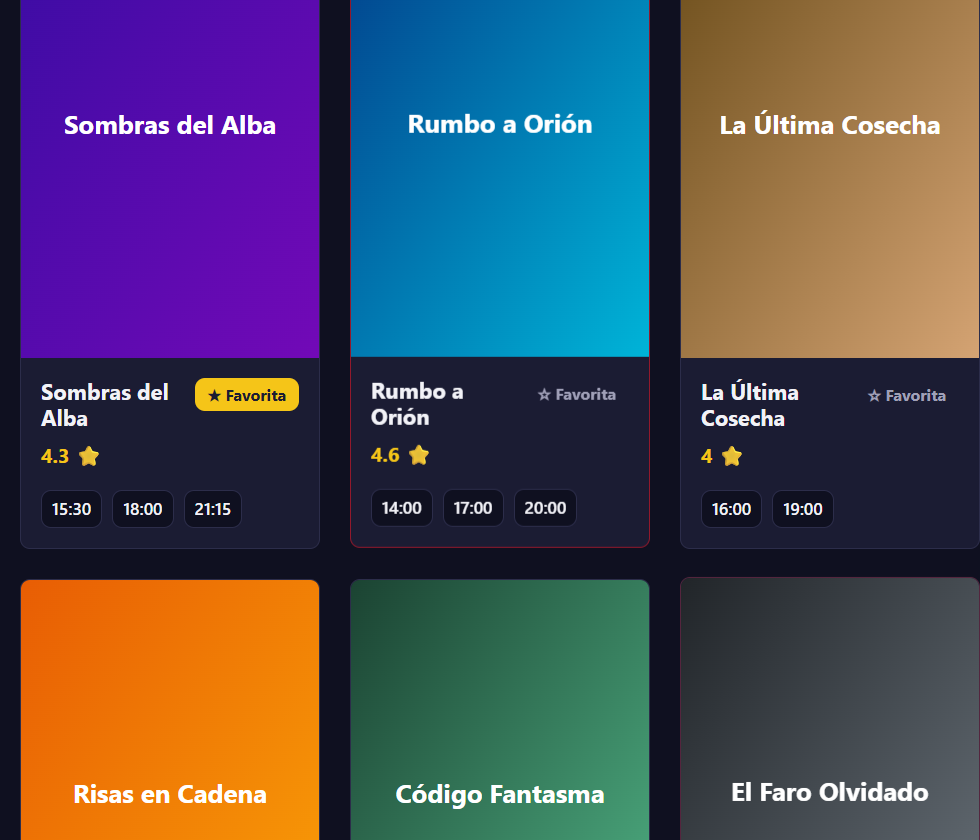 Sombras del Alba
Rumbo a Orión
La Última Cosecha
Sombras del
Alba
★ Favorita
4.3 ⭐
15:30 18:00 21:15
Rumbo a
Orión
☆ Favorita
4.6 ⭐
14:00 17:00 20:00
La Última
Cosecha
☆ Favorita
4 ⭐
16:00 19:00
Risas en Cadena
Código Fantasma
El Faro Olvidado